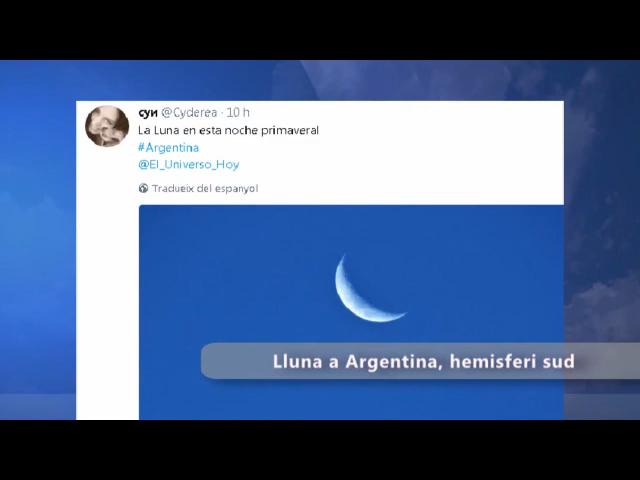 суи @Cyderea · 10 h
La Luna en esta noche primaveral
#Argentina
@El_Universo_Hoy
Tradueix del espanyol
Lluna a Argentina, hemisferi sud